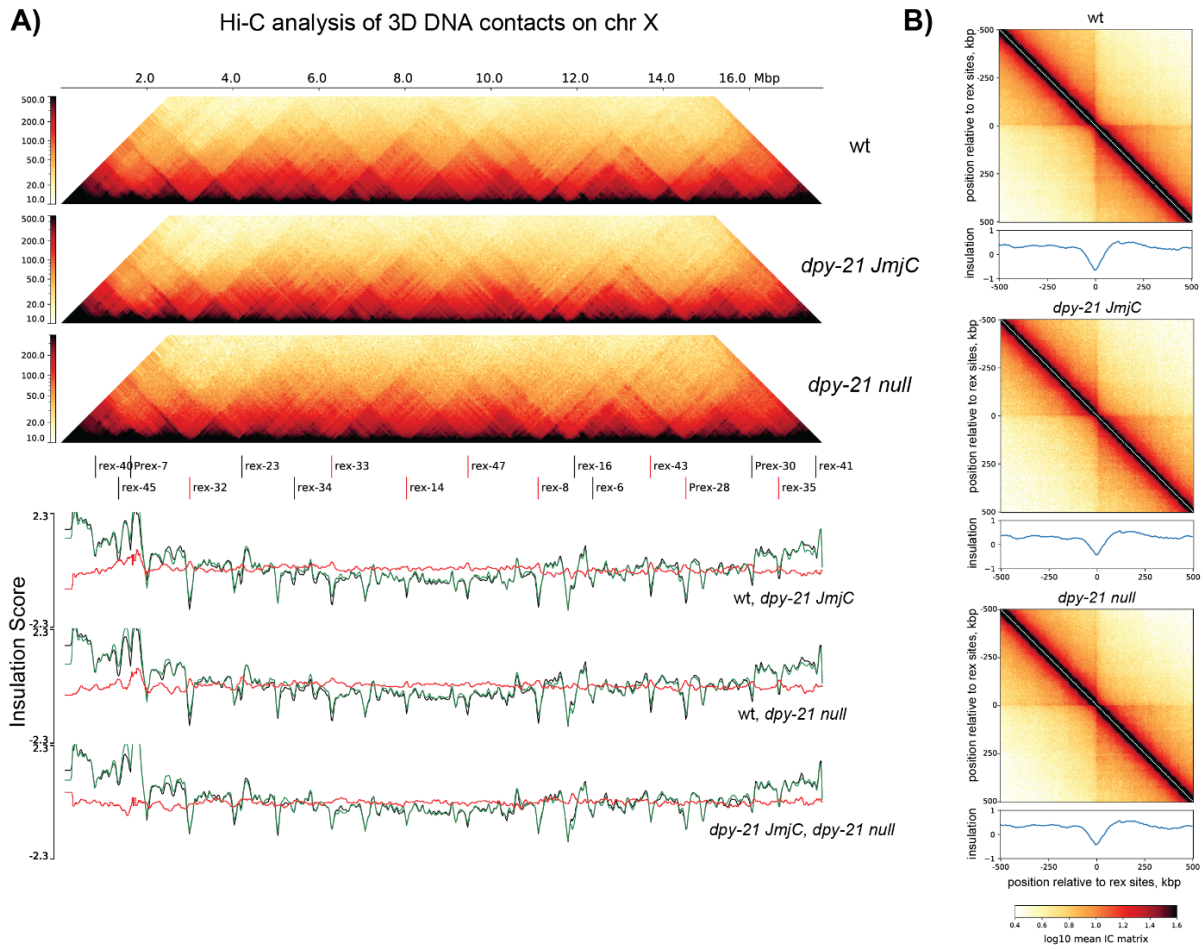 A)
Hi-C analysis of 3D DNA contacts on chr X
2.0 4.0 6.0 8.0 10.0 12.0 14.0 16.0 Mbp
500.0
200.0
100.0
50.0
20.0
10.0
wt
500.0
200.0
100.0
50.0
20.0
10.0
dpy-21 JmjC
200.0
100.0
50.0
20.0
10.0
dpy-21 null
rex-40 Prex-7 rex-23 rex-33 rex-47 rex-16 rex-43 Prex-30 rex-41
rex-45 rex-32 rex-34 rex-14 rex-8 rex-6 Prex-28 rex-35
Insulation Score
2.3
wt, dpy-21 JmjC
-2.3
2.3
wt, dpy-21 null
-2.3
2.3
dpy-21 JmjC, dpy-21 null
-2.3
B)
wt
position relative to rex sites, kbp
-500
-250
0
250
500
insulation
1
0
-1
-500 -250 0 250 500
dpy-21 JmjC
position relative to rex sites, kbp
-500
-250
0
250
500
insulation
1
0
-1
-500 -250 0 250 500
dpy-21 null
position relative to rex sites, kbp
-500
-250
0
250
500
insulation
1
0
-1
-500 -250 0 250 500
position relative to rex sites, kbp
0.4 0.6 0.8 1.0 1.2 1.4 1.6
log10 mean IC matrix